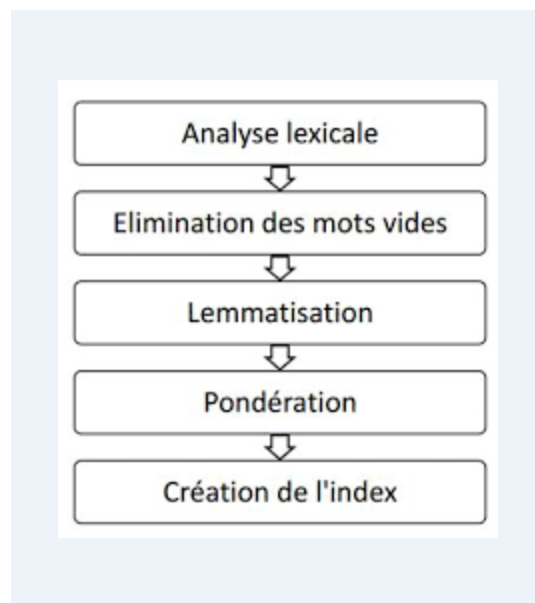 Analyse lexicale
Elimination des mots vides
Lemmatisation
Pondération
Création de l'index